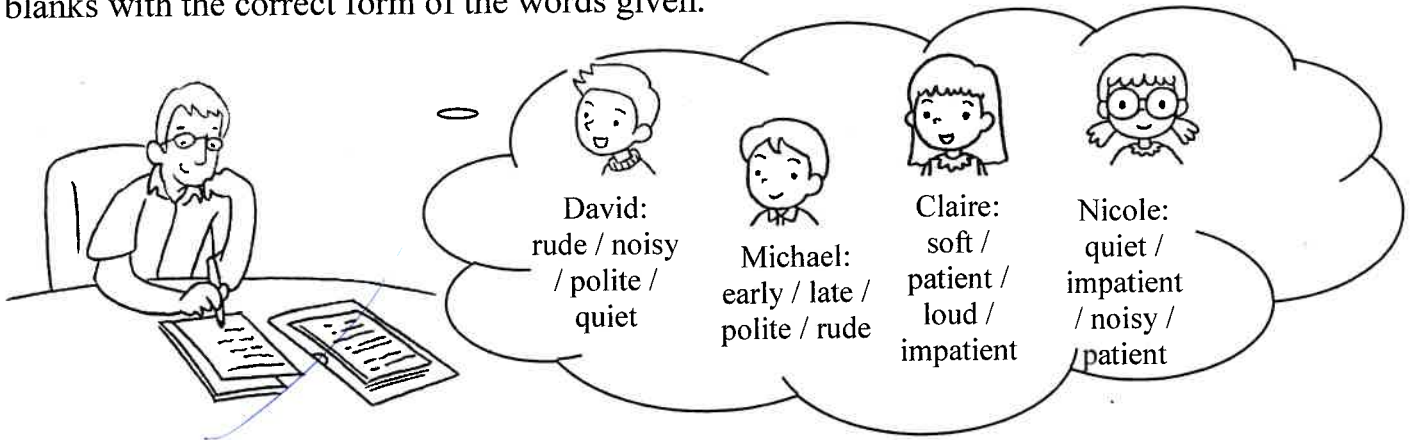 blanks with the correct form of the words given.
David:
rude / noisy
/ polite /
quiet
Michael:
early / late /
polite / rude
Claire:
soft /
patient /
loud /
impatient
Nicole:
quiet /
impatient
/ noisy /
patient